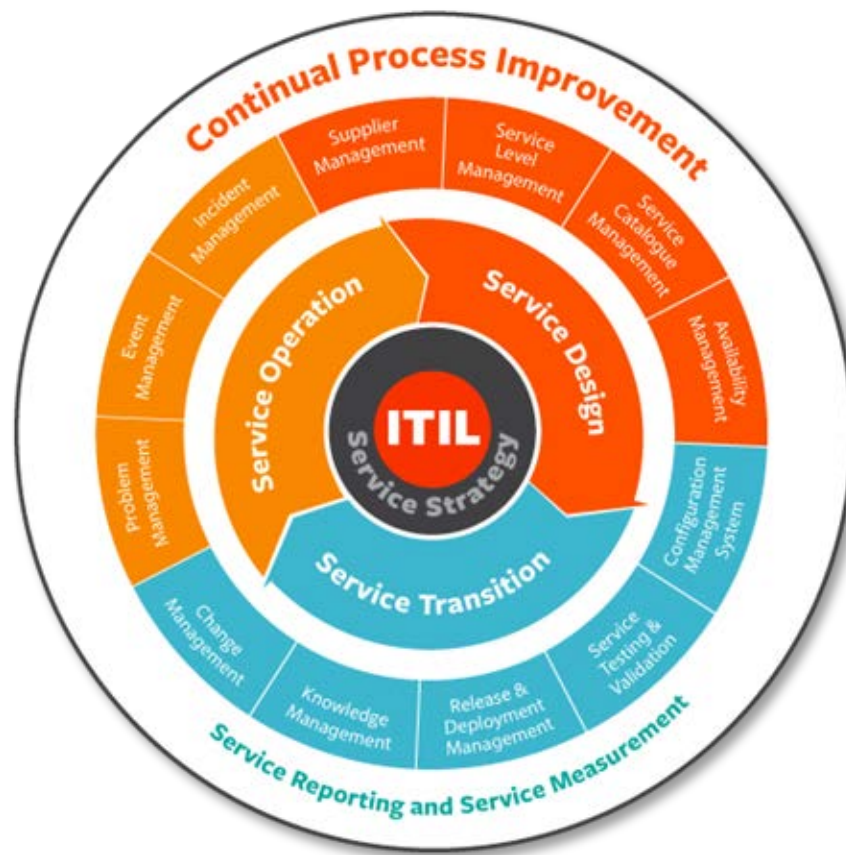 Continual Process Improvement
Supplier
Management
Service
Level
Management
Service
Catalogue
Management
Availability
Management
Configuration
Management
System
Service
Testing &
Validation
Release &
Deployment
Management
Knowledge
Management
Change
Management
Problem
Management
Event
Management
Incident
Management
Service Operation
Service Design
Service Transition
ITIL
Service Strategy
Service Reporting and Service Measurement